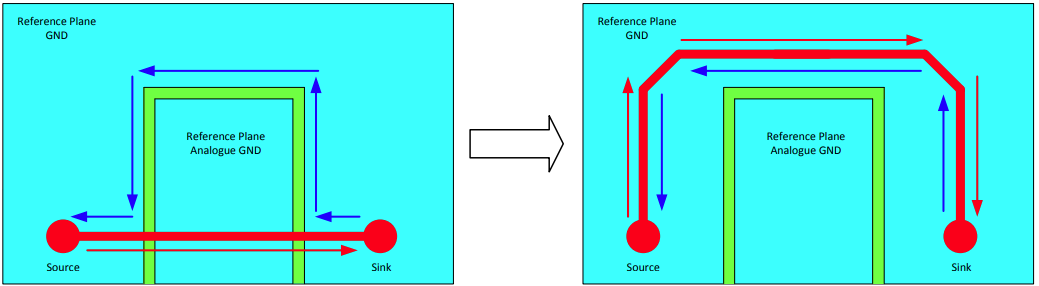 Reference Plane
GND
Reference Plane
Analogue GND
Source
Sink
Reference Plane
GND
Reference Plane
Analogue GND
Source
Sink